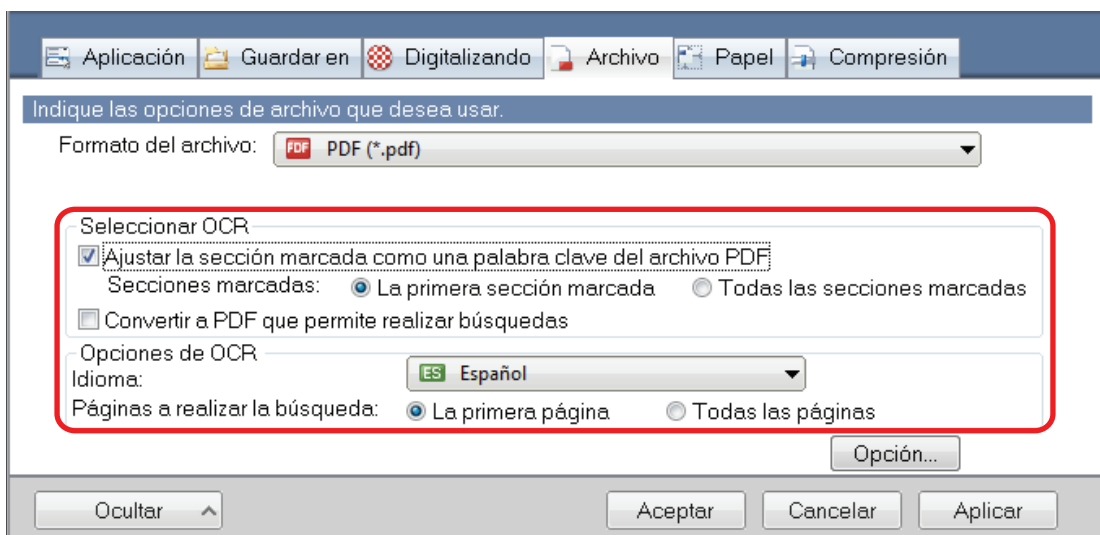 Aplicación Guardar en Digitalizando Archivo Papel Compresión
Indique las opciones de archivo que desea usar.
Formato del archivo: PDF PDF (*.pdf)
Seleccionar OCR
Ajustar la sección marcada como una palabra clave del archivo PDF
Secciones marcadas: La primera sección marcada Todas las secciones marcadas
Convertir a PDF que permite realizar búsquedas
Opciones de OCR
Idioma: ES Español
Páginas a realizar la búsqueda: La primera página Todas las páginas
Opción...
Ocultar Aceptar Cancelar Aplicar